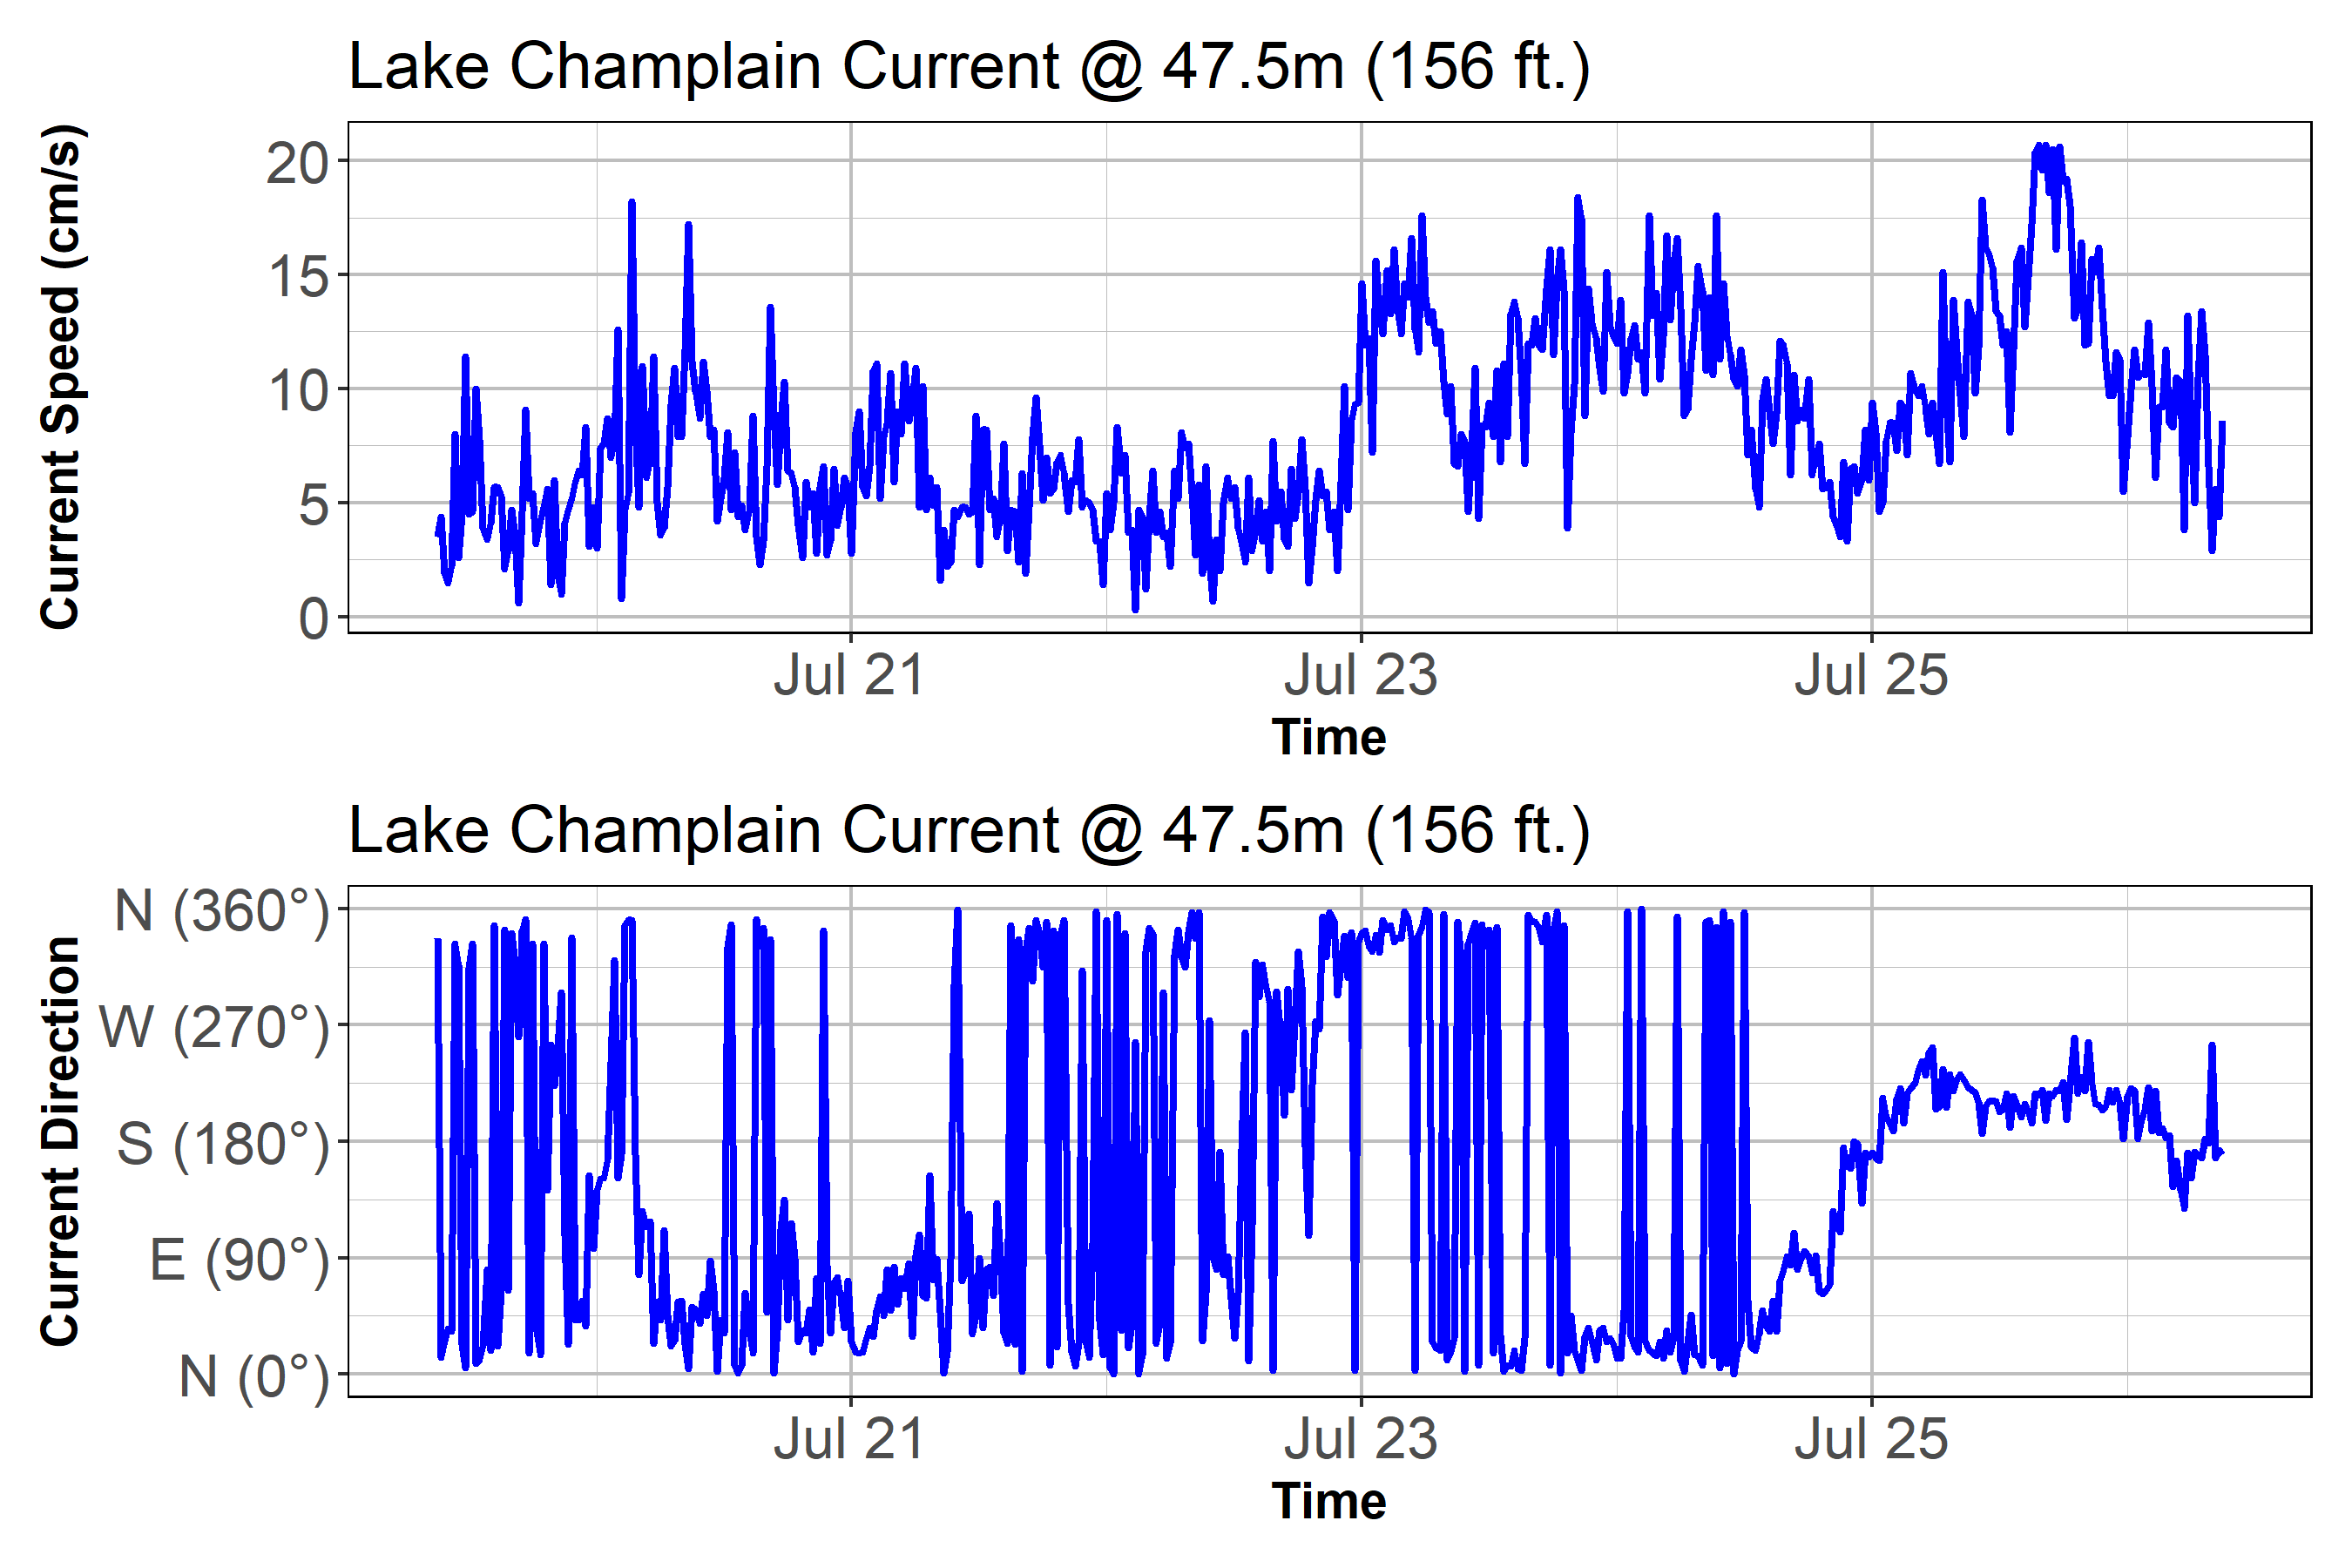 Lake Champlain Current @ 47.5m (156 ft.)
Current Speed (cm/s)
20
15
10
5
0
Jul 21 Jul 23 Jul 25
Time
Lake Champlain Current @ 47.5m (156 ft.)
Current Direction
N (360°)
W (270°)
S (180°)
E (90°)
N (0°)
Jul 21 Jul 23 Jul 25
Time